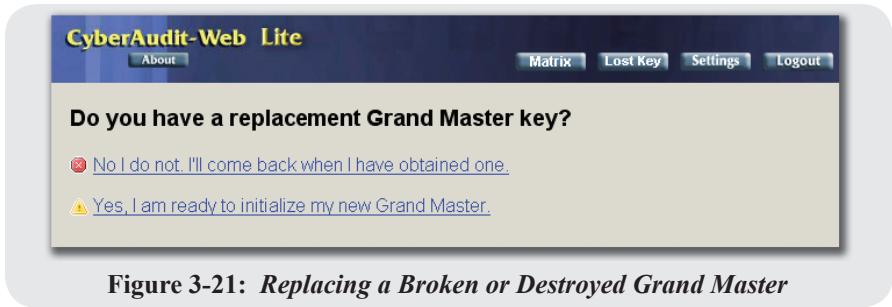 CyberAudit-Web Lite
About
Matrix Lost Key Settings Logout
Do you have a replacement Grand Master key?
No I do not. I'll come back when I have obtained one.
Yes, I am ready to initialize my new Grand Master.
Figure 3-21: Replacing a Broken or Destroyed Grand Master